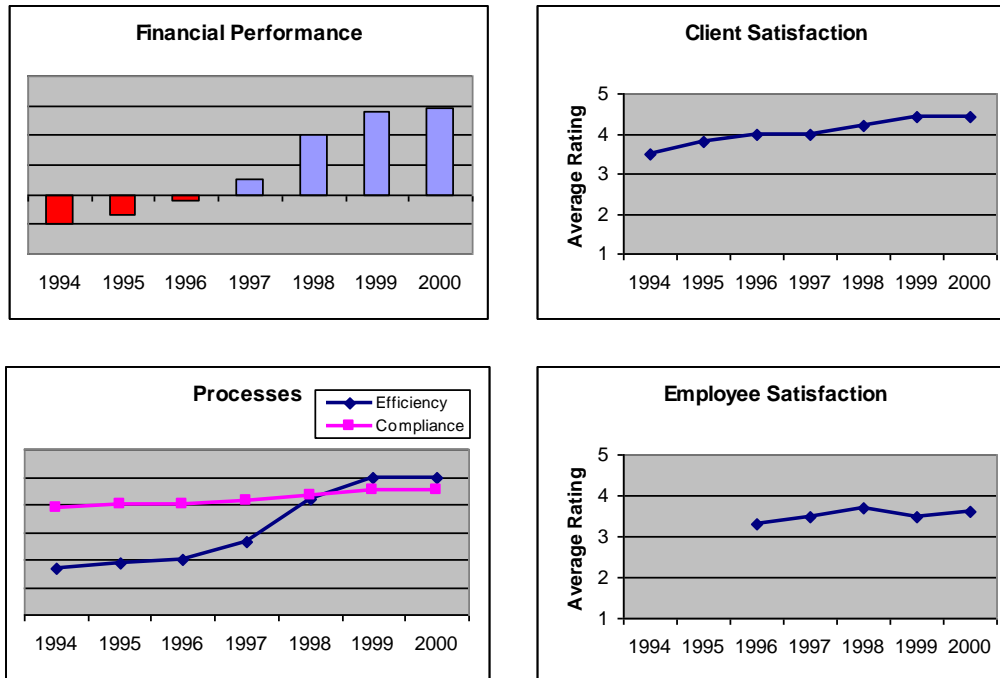 Financial Performance
1994 1995 1996 1997 1998 1999 2000
Client Satisfaction
Average Rating
5
4
3
2
1
1994 1995 1996 1997 1998 1999 2000
Processes
Efficiency
Compliance
1994 1995 1996 1997 1998 1999 2000
Employee Satisfaction
Average Rating
5
4
3
2
1
1994 1995 1996 1997 1998 1999 2000